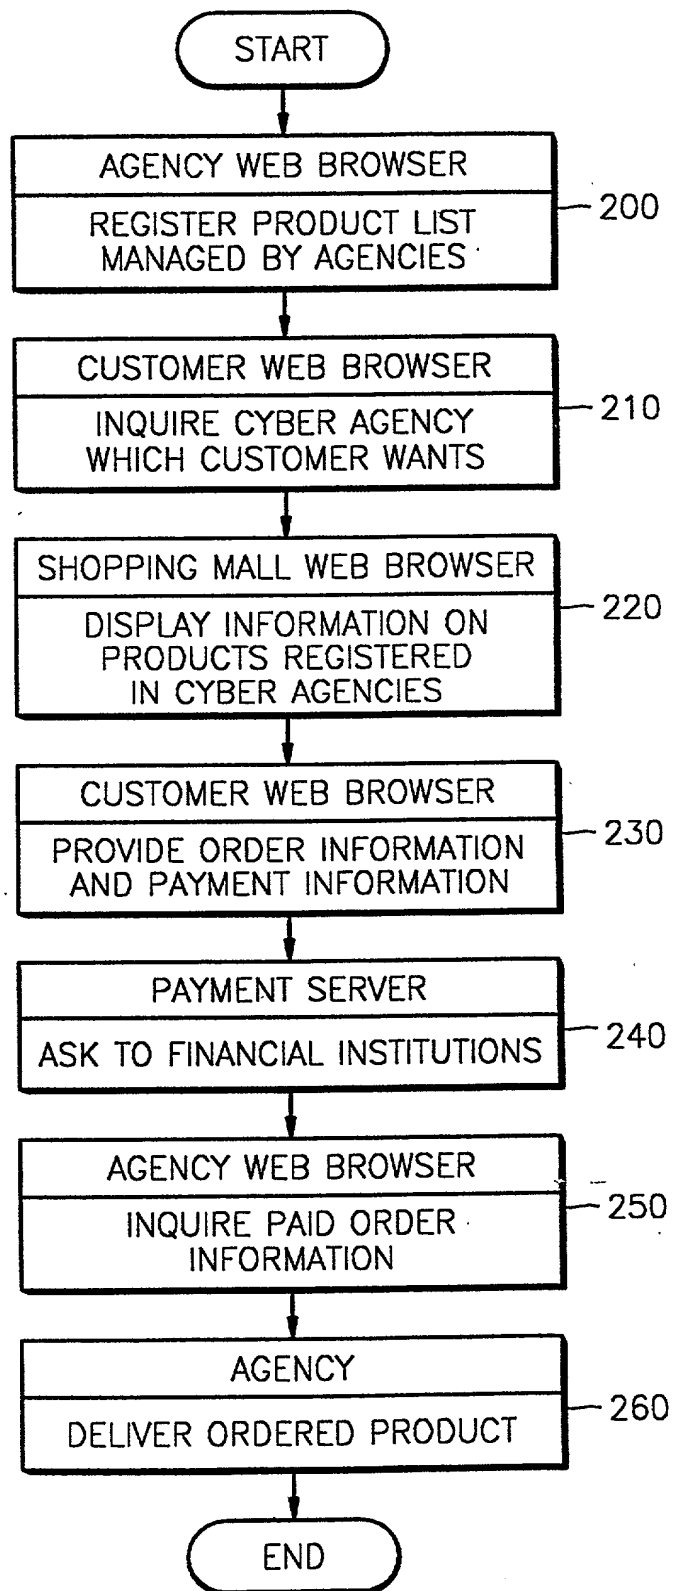 START
AGENCY WEB BROWSER
REGISTER PRODUCT LIST
MANAGED BY AGENCIES
200
CUSTOMER WEB BROWSER
INQUIRE CYBER AGENCY
WHICH CUSTOMER WANTS
210
SHOPPING MALL WEB BROWSER
DISPLAY INFORMATION ON
PRODUCTS REGISTERED
IN CYBER AGENCIES
220
CUSTOMER WEB BROWSER
PROVIDE ORDER INFORMATION
AND PAYMENT INFORMATION
230
PAYMENT SERVER
ASK TO FINANCIAL INSTITUTIONS
240
AGENCY WEB BROWSER
INQUIRE PAID ORDER
INFORMATION
250
AGENCY
DELIVER ORDERED PRODUCT
260
END